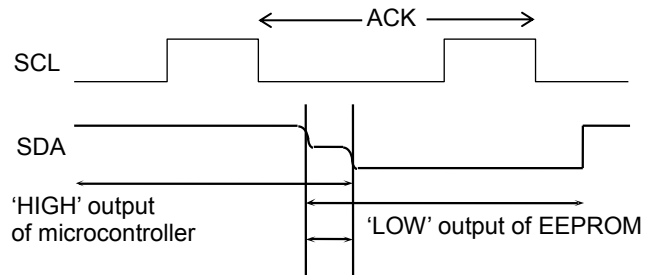 ACK
SCL
SDA
‘HIGH’ output
of microcontroller
‘LOW’ output of EEPROM